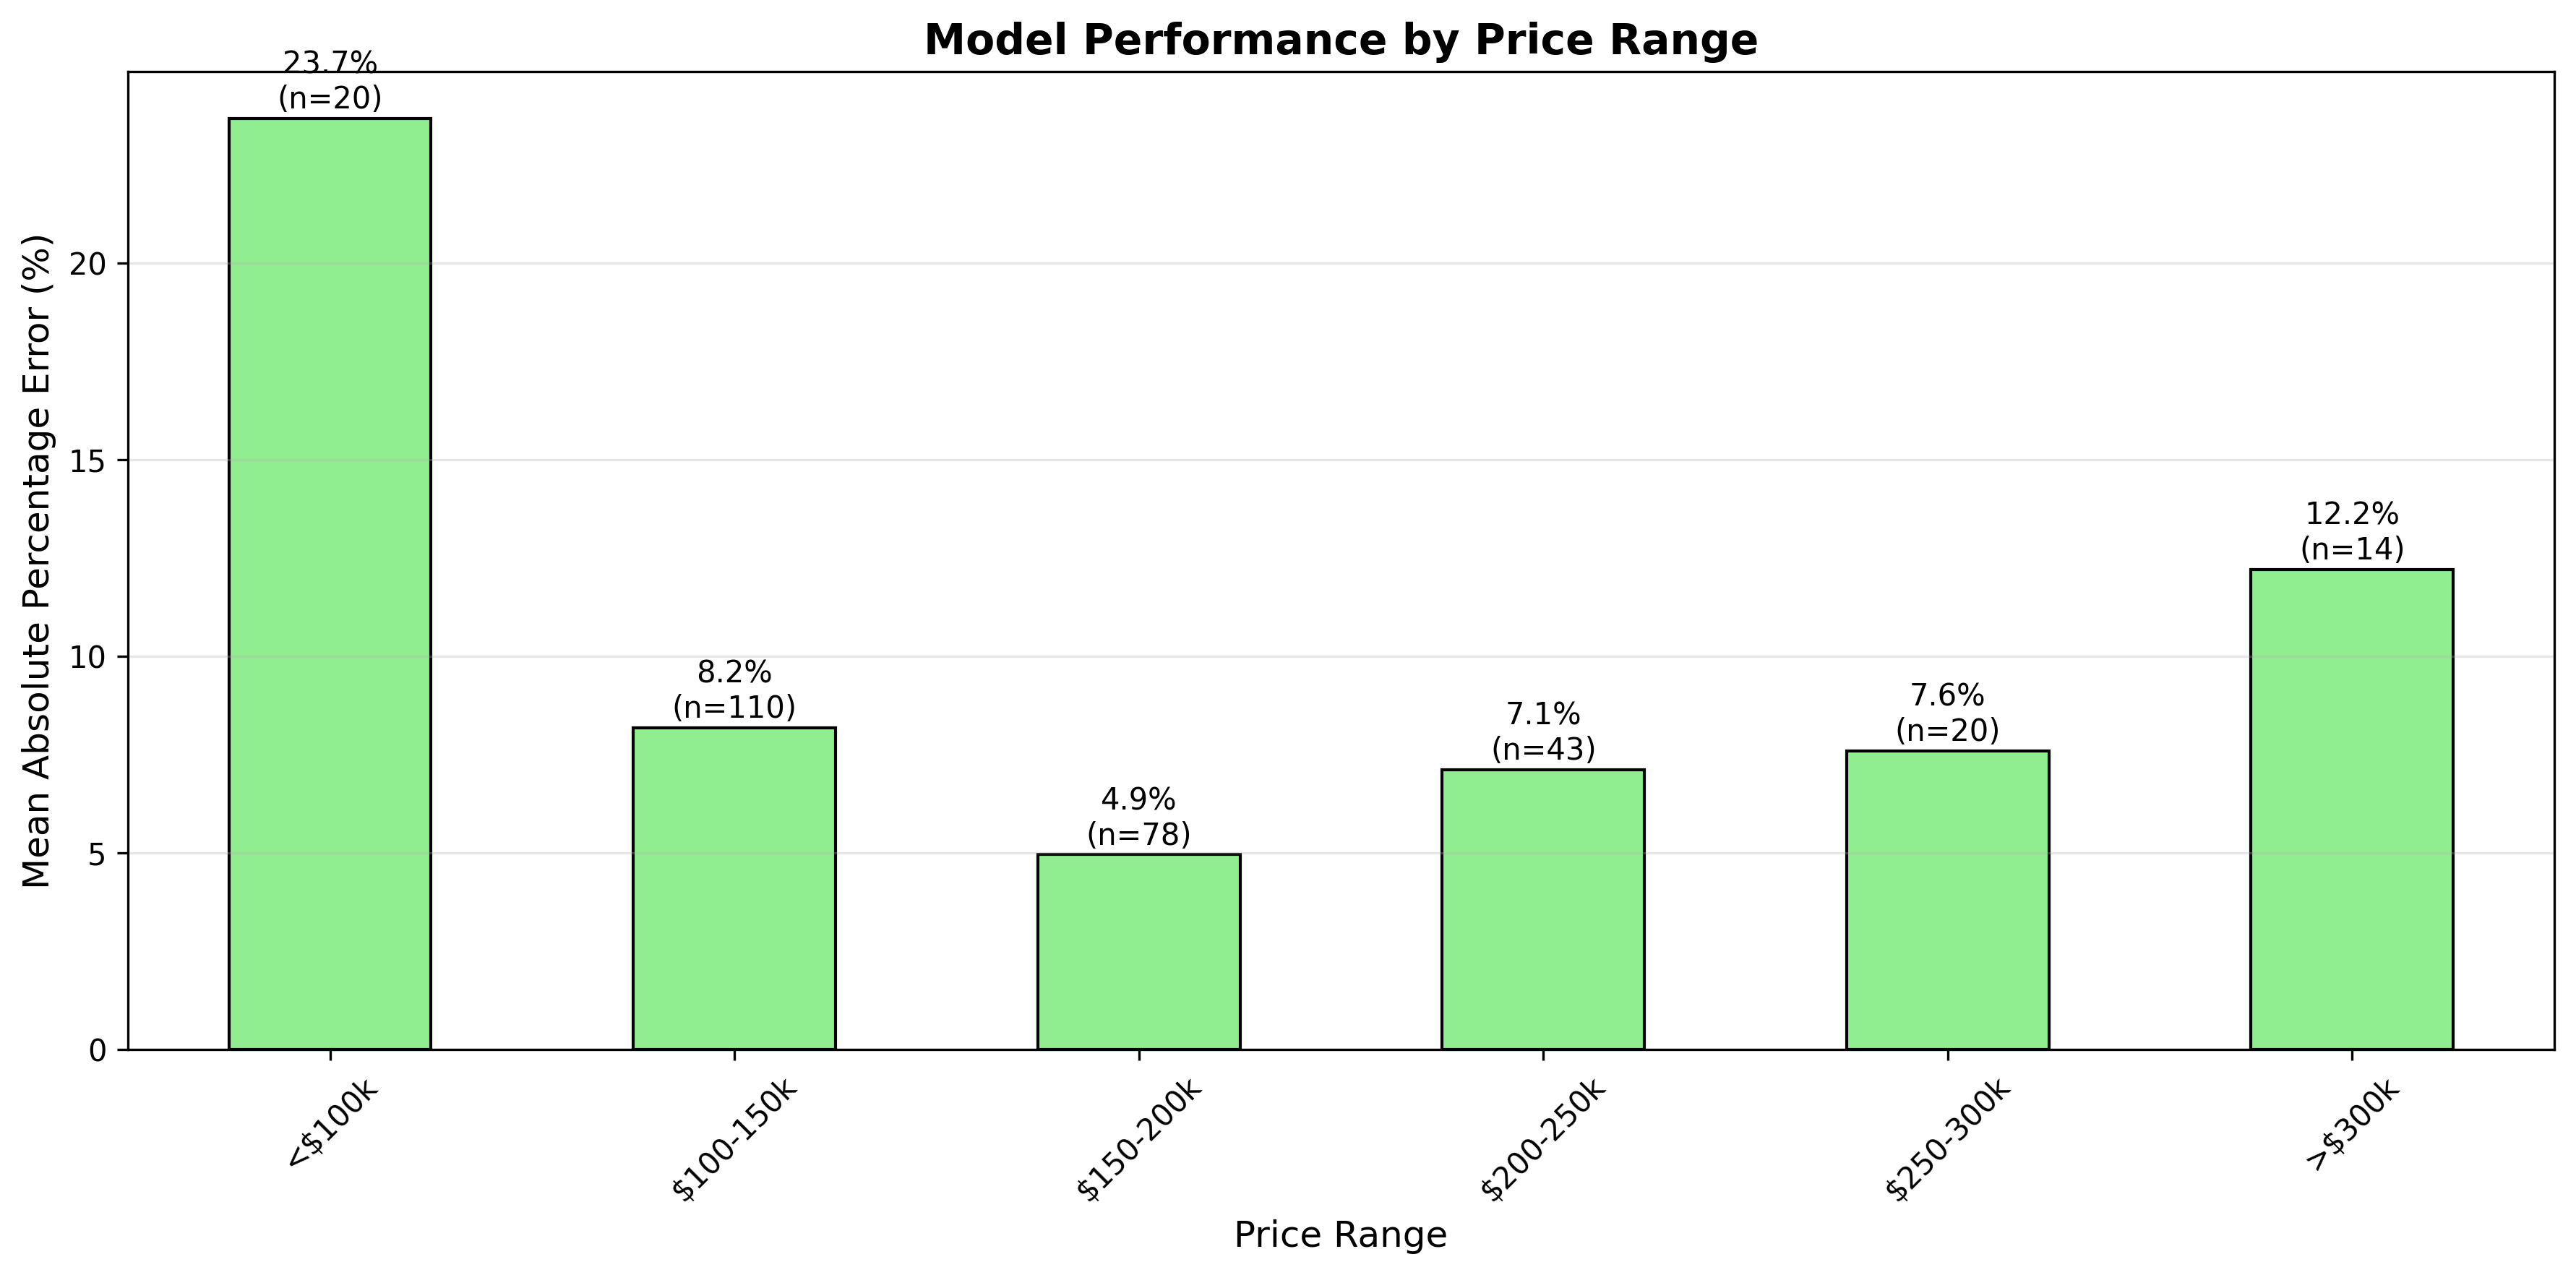 Model Performance by Price Range
23.7%
(n=20)
8.2%
(n=110)
4.9%
(n=78)
7.1%
(n=43)
7.6%
(n=20)
12.2%
(n=14)
Mean Absolute Percentage Error (%)
20
15
10
5
0
<$100k
$100-150k
$150-200k
$200-250k
$250-300k
>$300k
Price Range